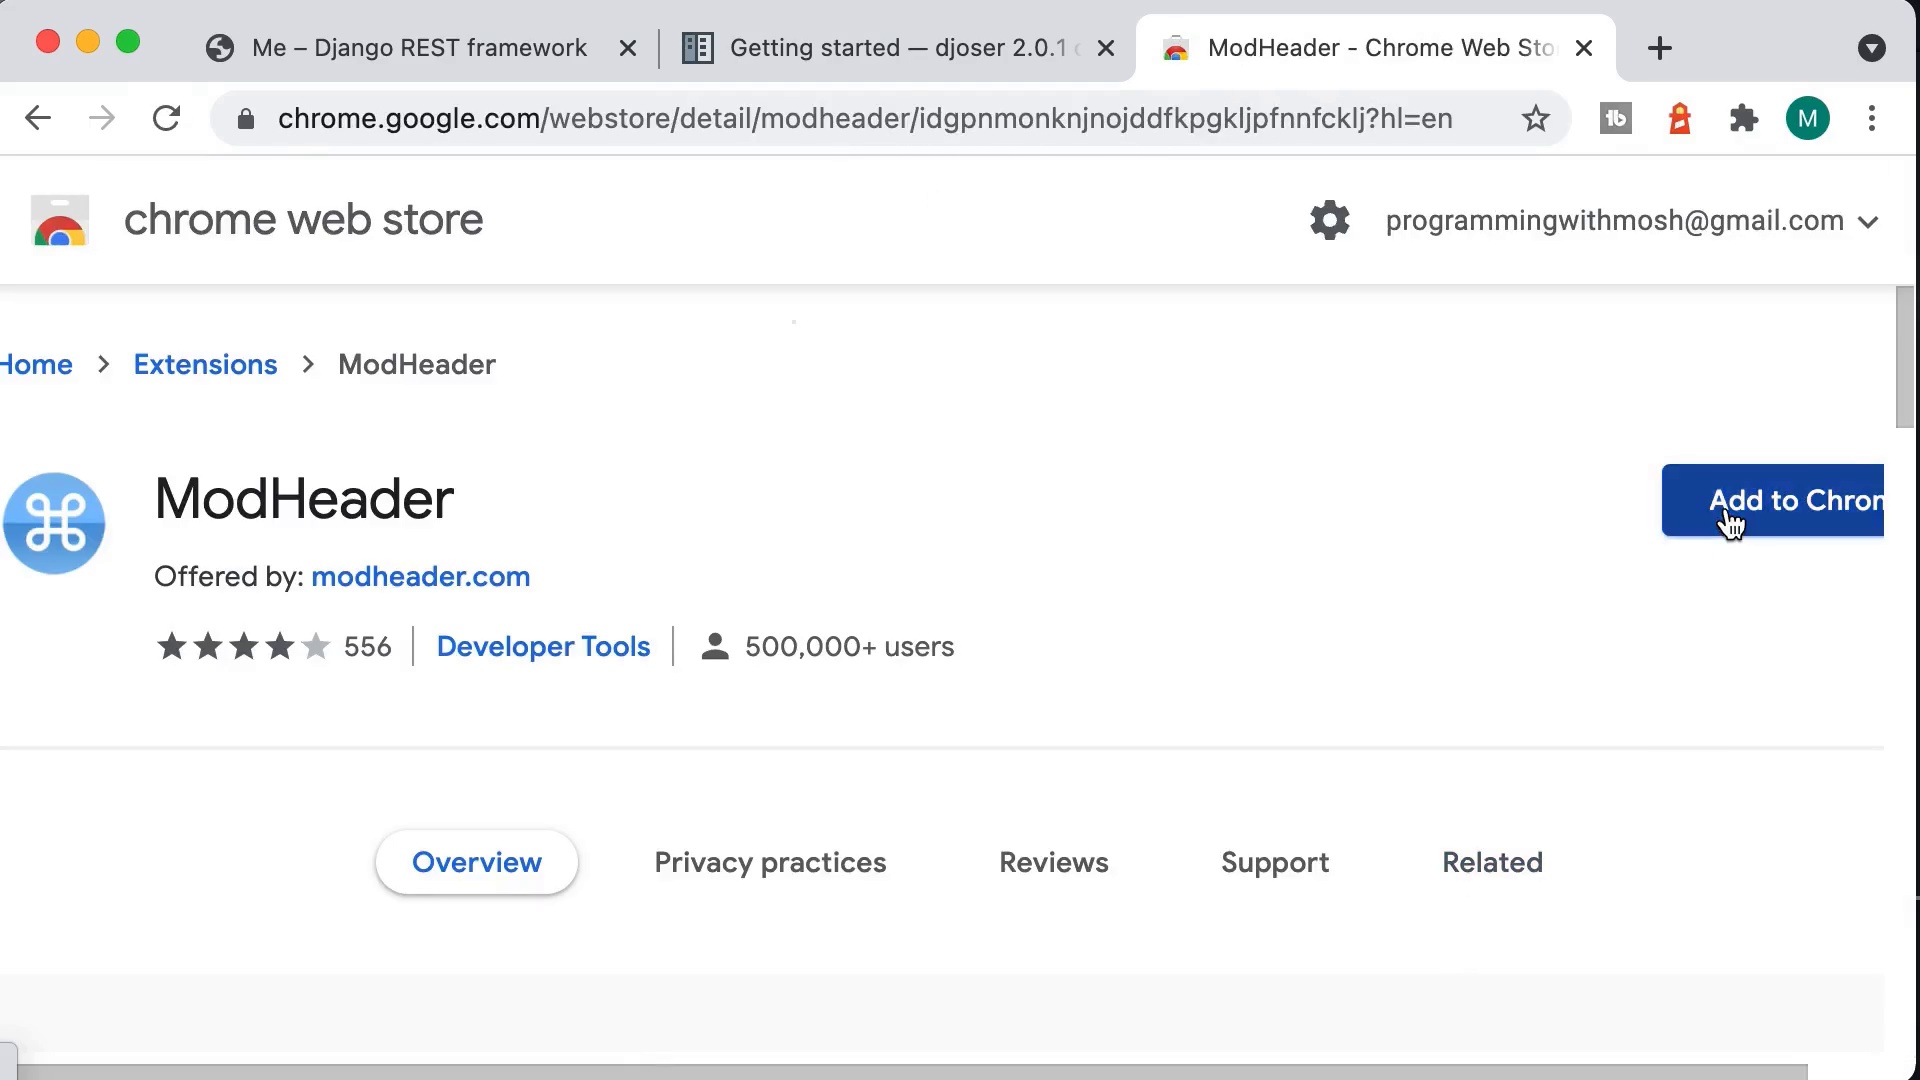 Me – Django REST framework
Getting started — djoser 2.0.1
ModHeader - Chrome Web Sto
chrome.google.com/webstore/detail/modheader/idgpnmonknjnojddfkpgkljpfnnfcklj?hl=en
M
chrome web store
programmingwithmosh@gmail.com
Home > Extensions > ModHeader
ModHeader
Add to Chrom
Offered by: modheader.com
556 | Developer Tools | 500,000+ users
Overview
Privacy practices
Reviews
Support
Related